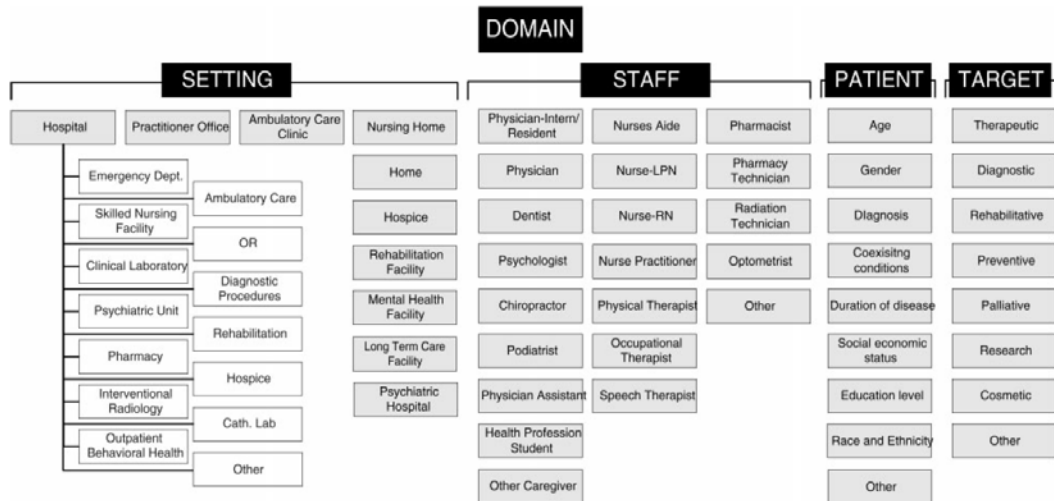 DOMAIN
SETTING
STAFF
PATIENT
TARGET
Hospital
Practitioner Office
Ambulatory Care
Clinic
Emergency Dept.
Ambulatory Care
Skilled Nursing
Facility
OR
Clinical Laboratory
Diagnostic
Procedures
Psychiatric Unit
Rehabilitation
Pharmacy
Hospice
Interventional
Radiology
Cath. Lab
Outpatient
Behavioral Health
Other
Nursing Home
Home
Hospice
Rehabilitation
Facility
Mental Health
Facility
Long Term Care
Facility
Psychiatric
Hospital
Physician-Intern/
Resident
Physician
Dentist
Psychologist
Chiropractor
Podiatrist
Physician Assistant
Health Profession
Student
Other Caregiver
Nurses Aide
Nurse-LPN
Nurse-RN
Nurse Practitioner
Physical Therapist
Occupational
Therapist
Speech Therapist
Pharmacist
Pharmacy
Technician
Radiation
Technician
Optometrist
Other
Age
Gender
DIagnosis
Coexisitng
conditions
Duration of disease
Social economic
status
Education level
Race and Ethnicity
Other
Therapeutic
Diagnostic
Rehabilitative
Preventive
Palliative
Research
Cosmetic
Other